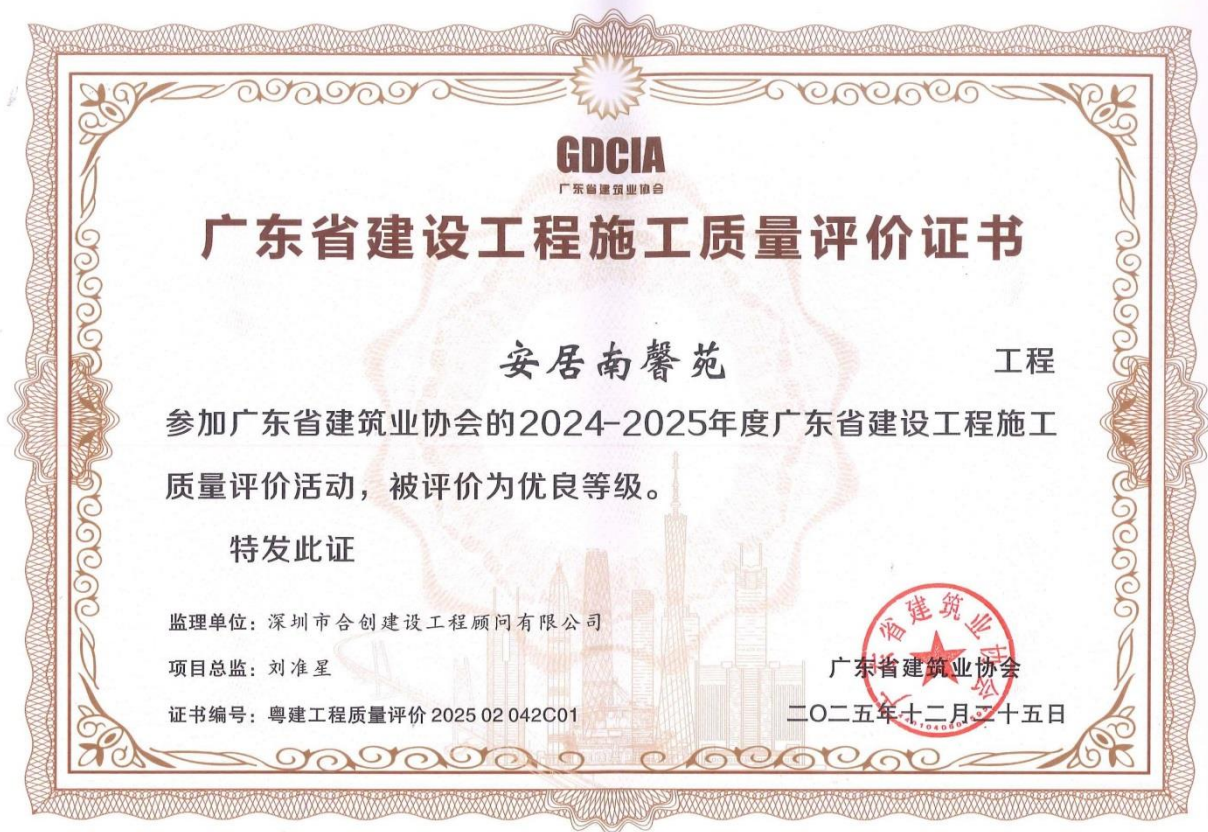 GDCIA
广东省建筑业协会
广东省建设工程施工质量评价证书
安居南馨苑 工程
参加广东省建筑业协会的2024-2025年度广东省建设工程施工
质量评价活动，被评价为优良等级。
特发此证
监理单位：深圳市合创建设工程顾问有限公司
项目总监：刘准星
证书编号：粤建工程质量评价 2025 02 042C01
广东省建筑业协会
广东省建筑业协会
二〇二五年十二月二十五日